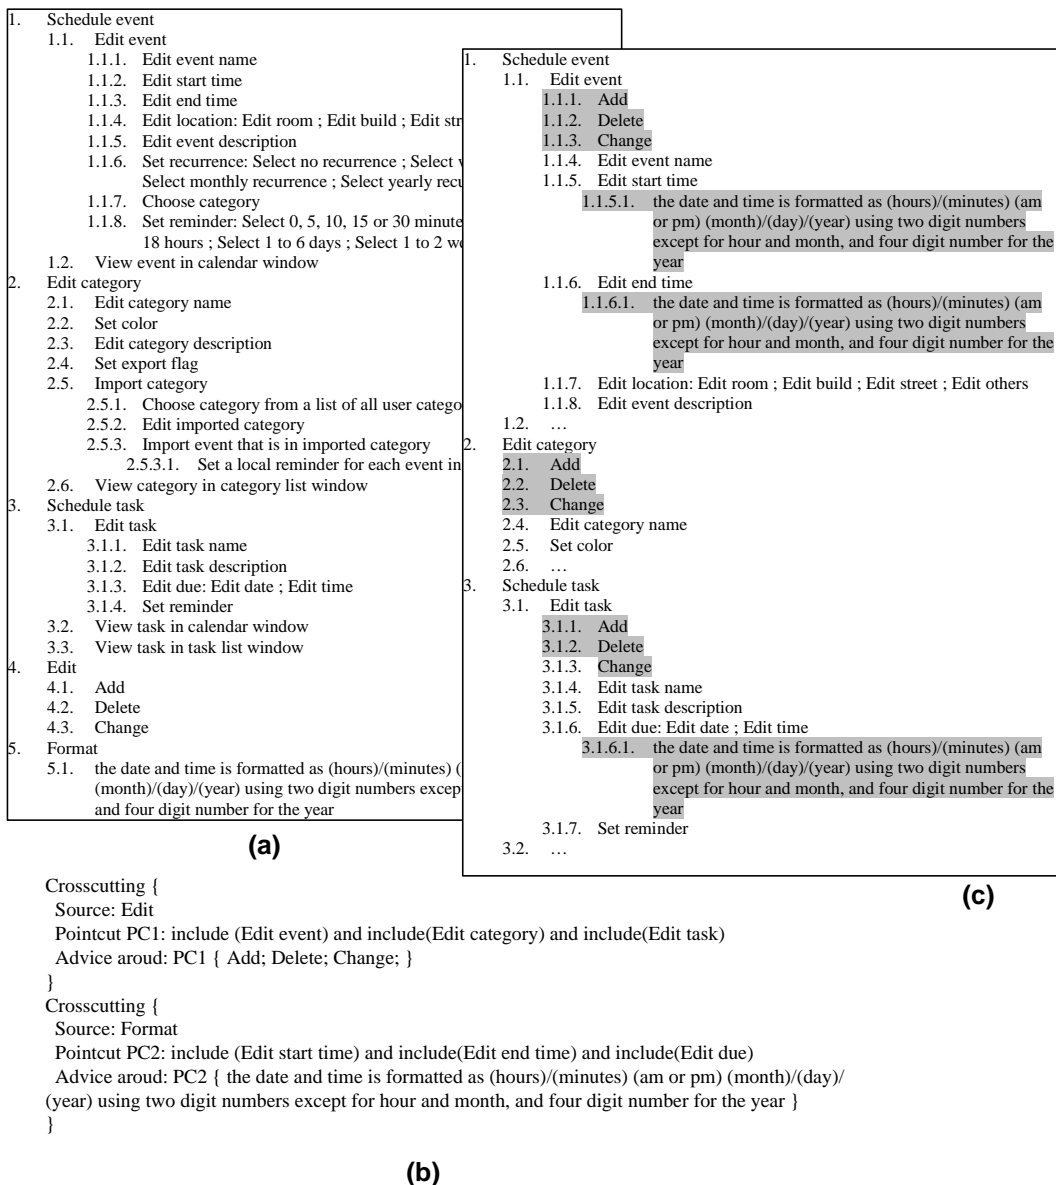 1. Schedule event
1.1. Edit event
1.1.1. Edit event name
1.1.2. Edit start time
1.1.3. Edit end time
1.1.4. Edit location: Edit room ; Edit build ; Edit str
1.1.5. Edit event description
1.1.6. Set recurrence: Select no recurrence ; Select
Select monthly recurrence ; Select yearly recu
1.1.7. Choose category
1.1.8. Set reminder: Select 0, 5, 10, 15 or 30 minute
18 hours ; Select 1 to 6 days ; Select 1 to 2 we
1.2. View event in calendar window
2. Edit category
2.1. Edit category name
2.2. Set color
2.3. Edit category description
2.4. Set export flag
2.5. Import category
2.5.1. Choose category from a list of all user catego
2.5.2. Edit imported category
2.5.3. Import event that is in imported category
2.5.3.1. Set a local reminder for each event in
2.6. View category in category list window
3. Schedule task
3.1. Edit task
3.1.1. Edit task name
3.1.2. Edit task description
3.1.3. Edit due: Edit date ; Edit time
3.1.4. Set reminder
3.2. View task in calendar window
3.3. View task in task list window
4. Edit
4.1. Add
4.2. Delete
4.3. Change
5. Format
5.1. the date and time is formatted as (hours)/(minutes) (
(month)/(day)/(year) using two digit numbers excep
and four digit number for the year
(a)
1. Schedule event
1.1. Edit event
1.1.1. Add
1.1.2. Delete
1.1.3. Change
1.1.4. Edit event name
1.1.5. Edit start time
1.1.5.1. the date and time is formatted as (hours)/(minutes) (am
or pm) (month)/(day)/(year) using two digit numbers
except for hour and month, and four digit number for the
year
1.1.6. Edit end time
1.1.6.1. the date and time is formatted as (hours)/(minutes) (am
or pm) (month)/(day)/(year) using two digit numbers
except for hour and month, and four digit number for the
year
1.1.7. Edit location: Edit room ; Edit build ; Edit street ; Edit others
1.1.8. Edit event description
1.2. …
2. Edit category
2.1. Add
2.2. Delete
2.3. Change
2.4. Edit category name
2.5. Set color
2.6. …
3. Schedule task
3.1. Edit task
3.1.1. Add
3.1.2. Delete
3.1.3. Change
3.1.4. Edit task name
3.1.5. Edit task description
3.1.6. Edit due: Edit date ; Edit time
3.1.6.1. the date and time is formatted as (hours)/(minutes) (am
or pm) (month)/(day)/(year) using two digit numbers
except for hour and month, and four digit number for the
year
3.1.7. Set reminder
3.2. …
(c)
Crosscutting {
Source: Edit
Pointcut PC1: include (Edit event) and include(Edit category) and include(Edit task)
Advice aroud: PC1 { Add; Delete; Change; }
}
Crosscutting {
Source: Format
Pointcut PC2: include (Edit start time) and include(Edit end time) and include(Edit due)
Advice aroud: PC2 { the date and time is formatted as (hours)/(minutes) (am or pm) (month)/(day)/
(year) using two digit numbers except for hour and month, and four digit number for the year }
}
(b)